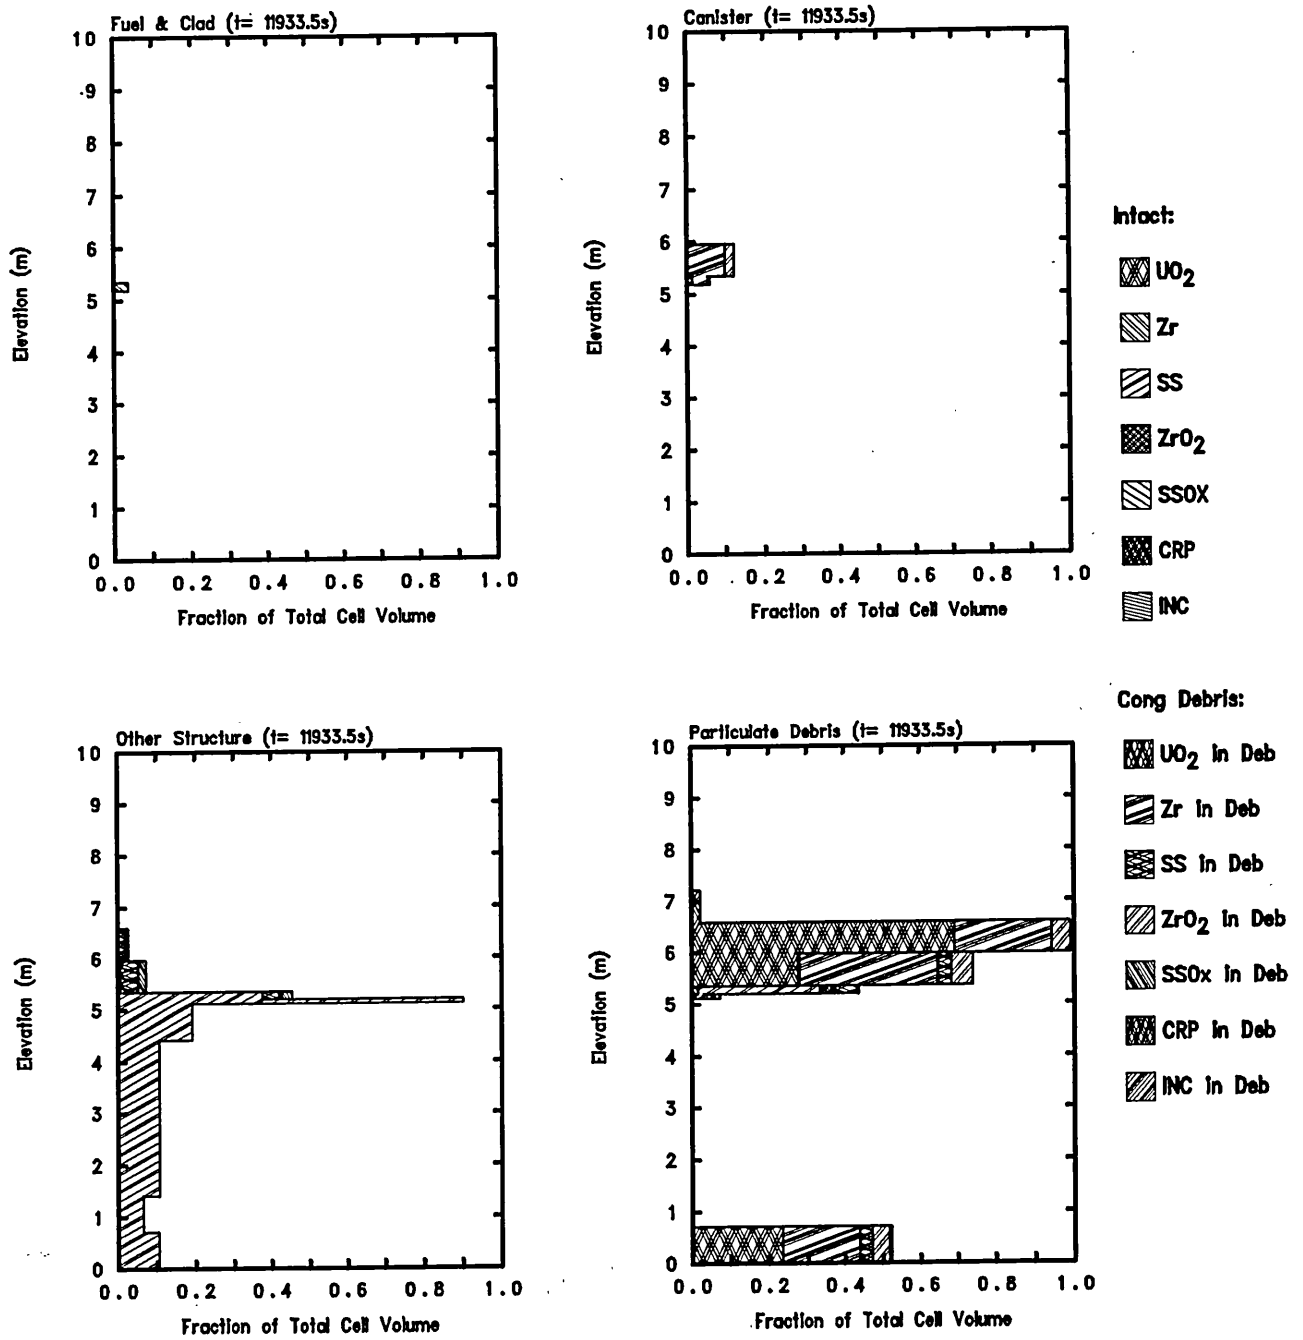 Fuel & Clad (t= 11933.5s)
10
9
8
7
6
5
4
3
2
1
0
Elevation (m)
0.0 0.2 0.4 0.6 0.8 1.0
Fraction of Total Cell Volume
Canister (t= 11933.5s)
10
9
8
7
6
5
4
3
2
1
0
Elevation (m)
0.0 0.2 0.4 0.6 0.8 1.0
Fraction of Total Cell Volume
Intact:
UO2
Zr
SS
ZrO2
SSOX
CRP
INC
Other Structure (t= 11933.5s)
10
9
8
7
6
5
4
3
2
1
0
Elevation (m)
0.0 0.2 0.4 0.6 0.8 1.0
Fraction of Total Cell Volume
Particulate Debris (t= 11933.5s)
10
9
8
7
6
5
4
3
2
1
0
Elevation (m)
0.0 0.2 0.4 0.6 0.8 1.0
Fraction of Total Cell Volume
Cong Debris:
UO2 in Deb
Zr in Deb
SS in Deb
ZrO2 in Deb
SSOx in Deb
CRP in Deb
INC in Deb